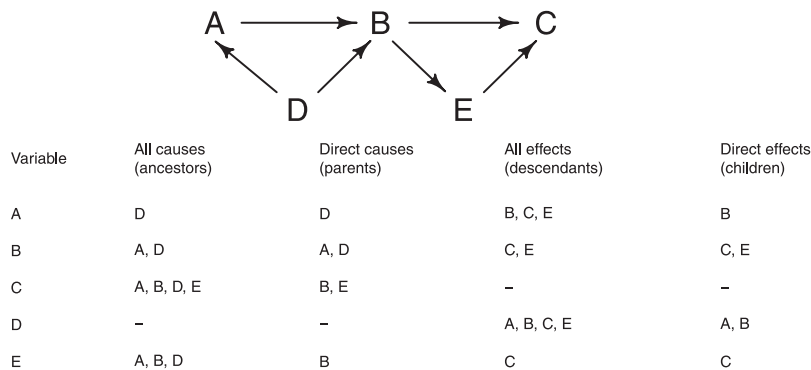 A B C
D E
Variable All causes (ancestors) Direct causes (parents) All effects (descendants) Direct effects (children)
A D D B, C, E B
B A, D A, D C, E C, E
C A, B, D, E B, E – –
D – – A, B, C, E A, B
E A, B, D B C C